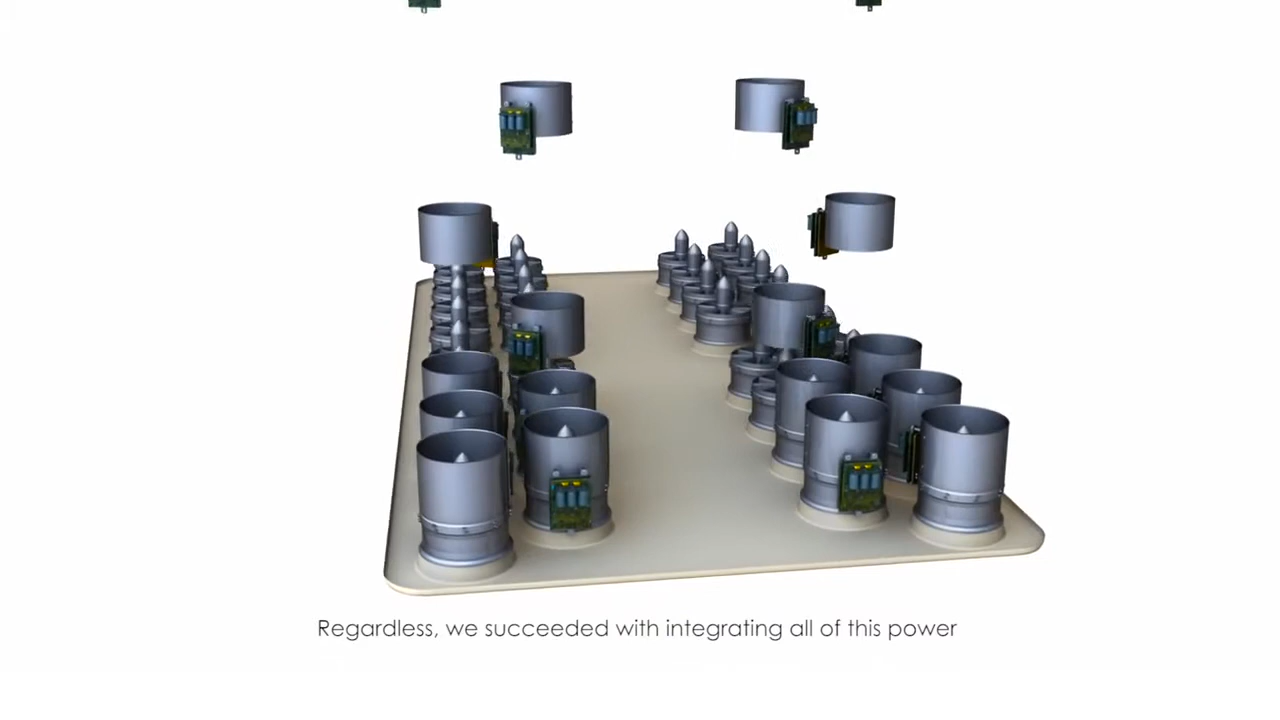 Regardless, we succeeded with integrating all of this power